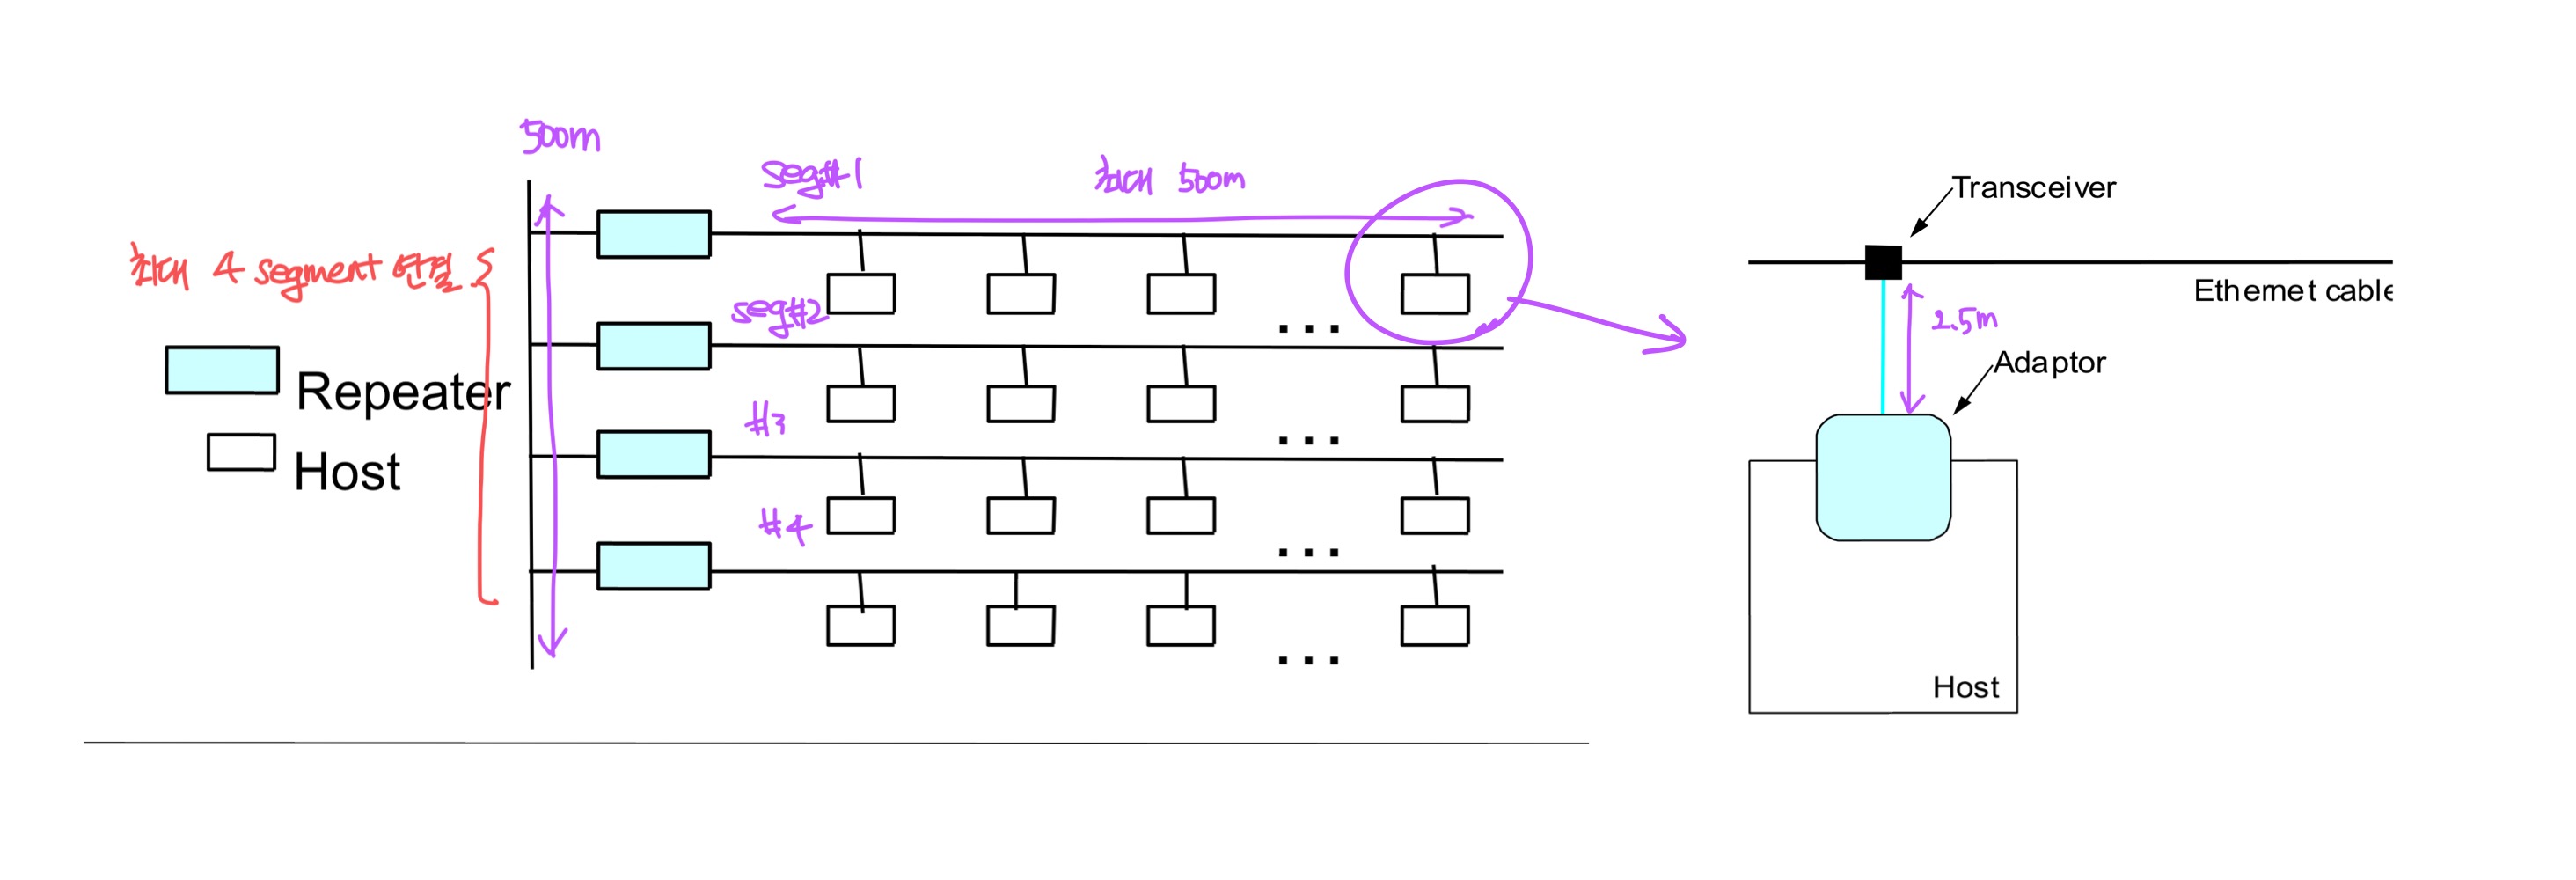 500m
seg#1
최대 500m
최대 4 segment 연결
seg#2
#3
#4
Repeater
Host
...
...
...
...
Transceiver
Ethernet cable
2.5m
Adaptor
Host